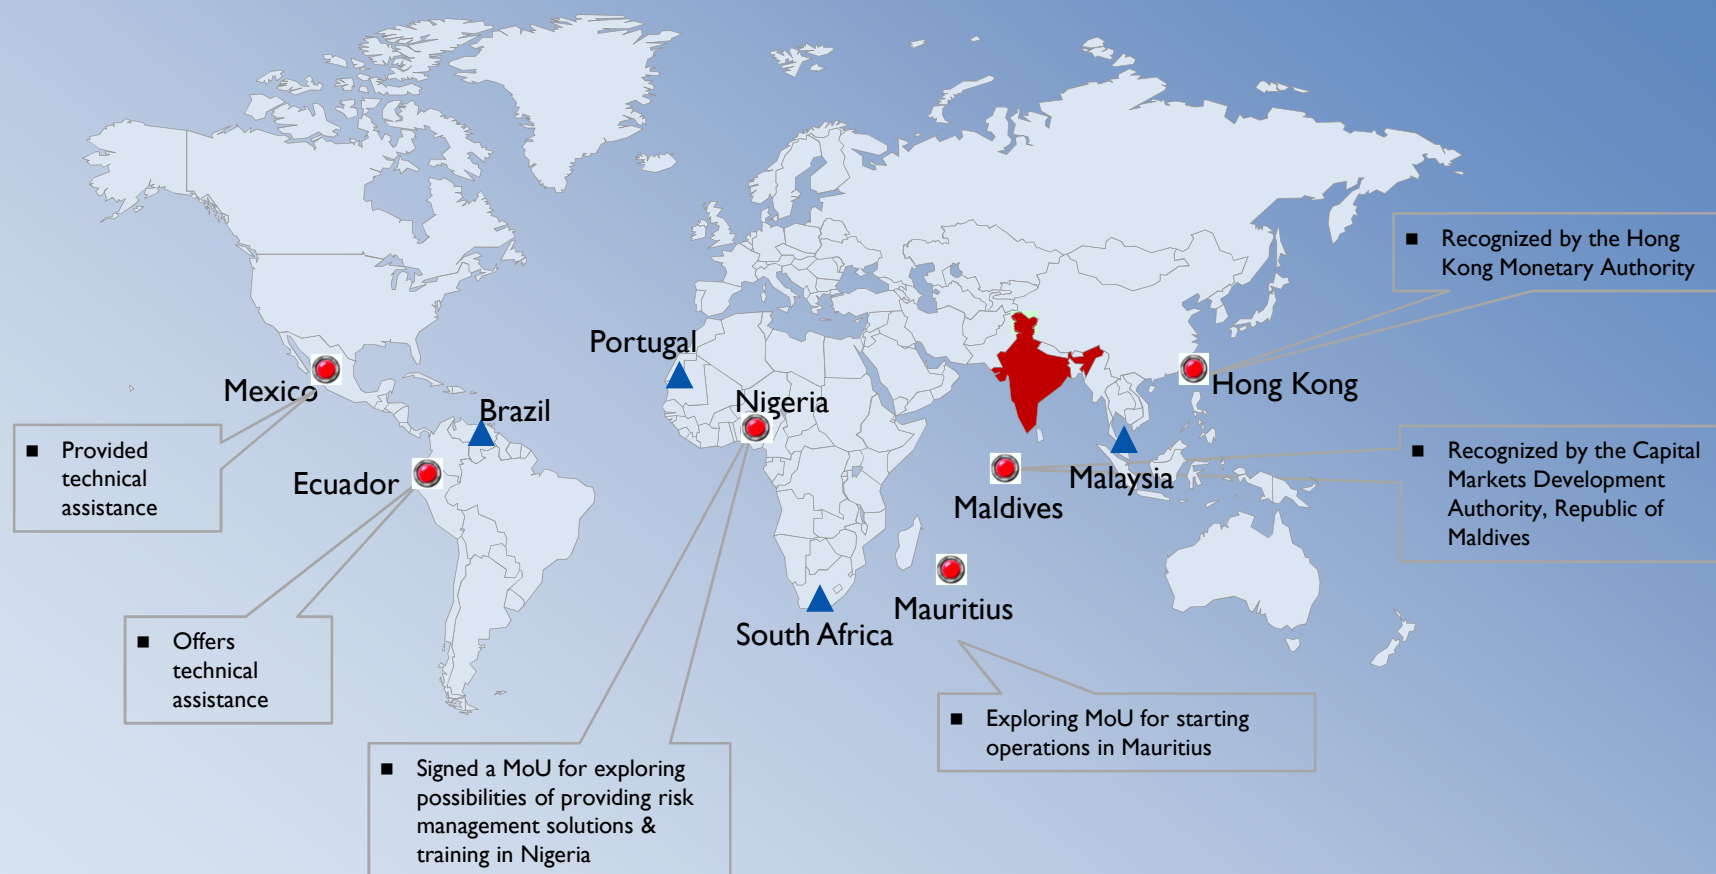 Recognized by the Hong
Kong Monetary Authority
Portugal
Mexico
Hong Kong
Nigeria
Brazil
Provided
technical
assistance
Ecuador
Malaysia
Maldives
Recognized by the Capital
Markets Development
Authority, Republic of
Maldives
Mauritius
South Africa
Offers
technical
assistance
Exploring MoU for starting
operations in Mauritius
Signed a MoU for exploring
possibilities of providing risk
management solutions &
training in Nigeria